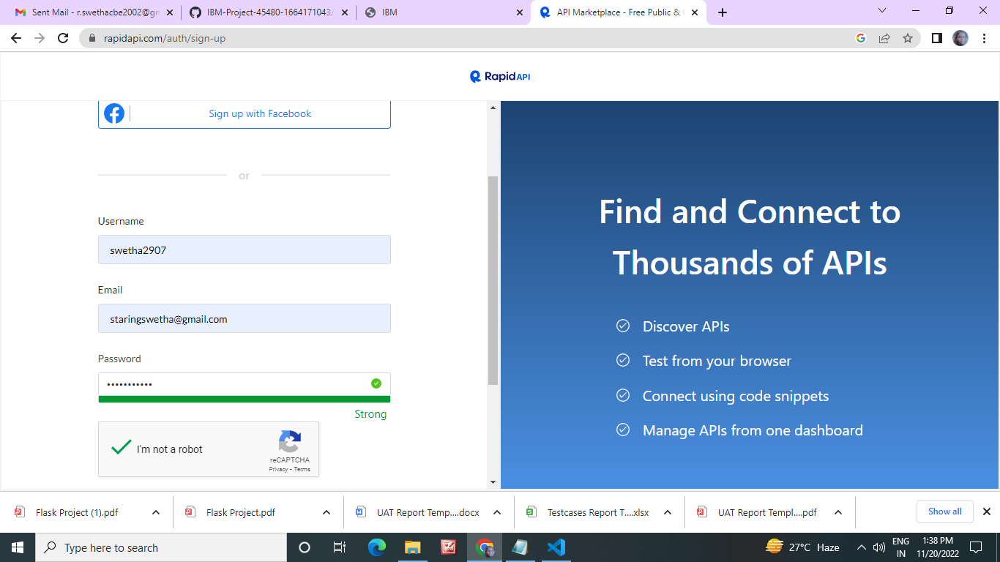 Sent Mail - r.swethacbe2002@gm
IBM-Project-45480-1664171043/
IBM
API Marketplace - Free Public &
rapidapi.com/auth/sign-up
Rapid API
Sign up with Facebook
or
Username
swetha2907
Email
staringswetha@gmail.com
Password
•••••••••••
Strong
I'm not a robot
reCAPTCHA
Privacy - Terms
Find and Connect to
Thousands of APIs
Discover APIs
Test from your browser
Connect using code snippets
Manage APIs from one dashboard
Flask Project (1).pdf
Flask Project.pdf
UAT Report Temp....docx
Testcases Report T....xlsx
UAT Report Templ....pdf
Show all
Type here to search
27°C Haze
ENG
IN
1:38 PM
11/20/2022